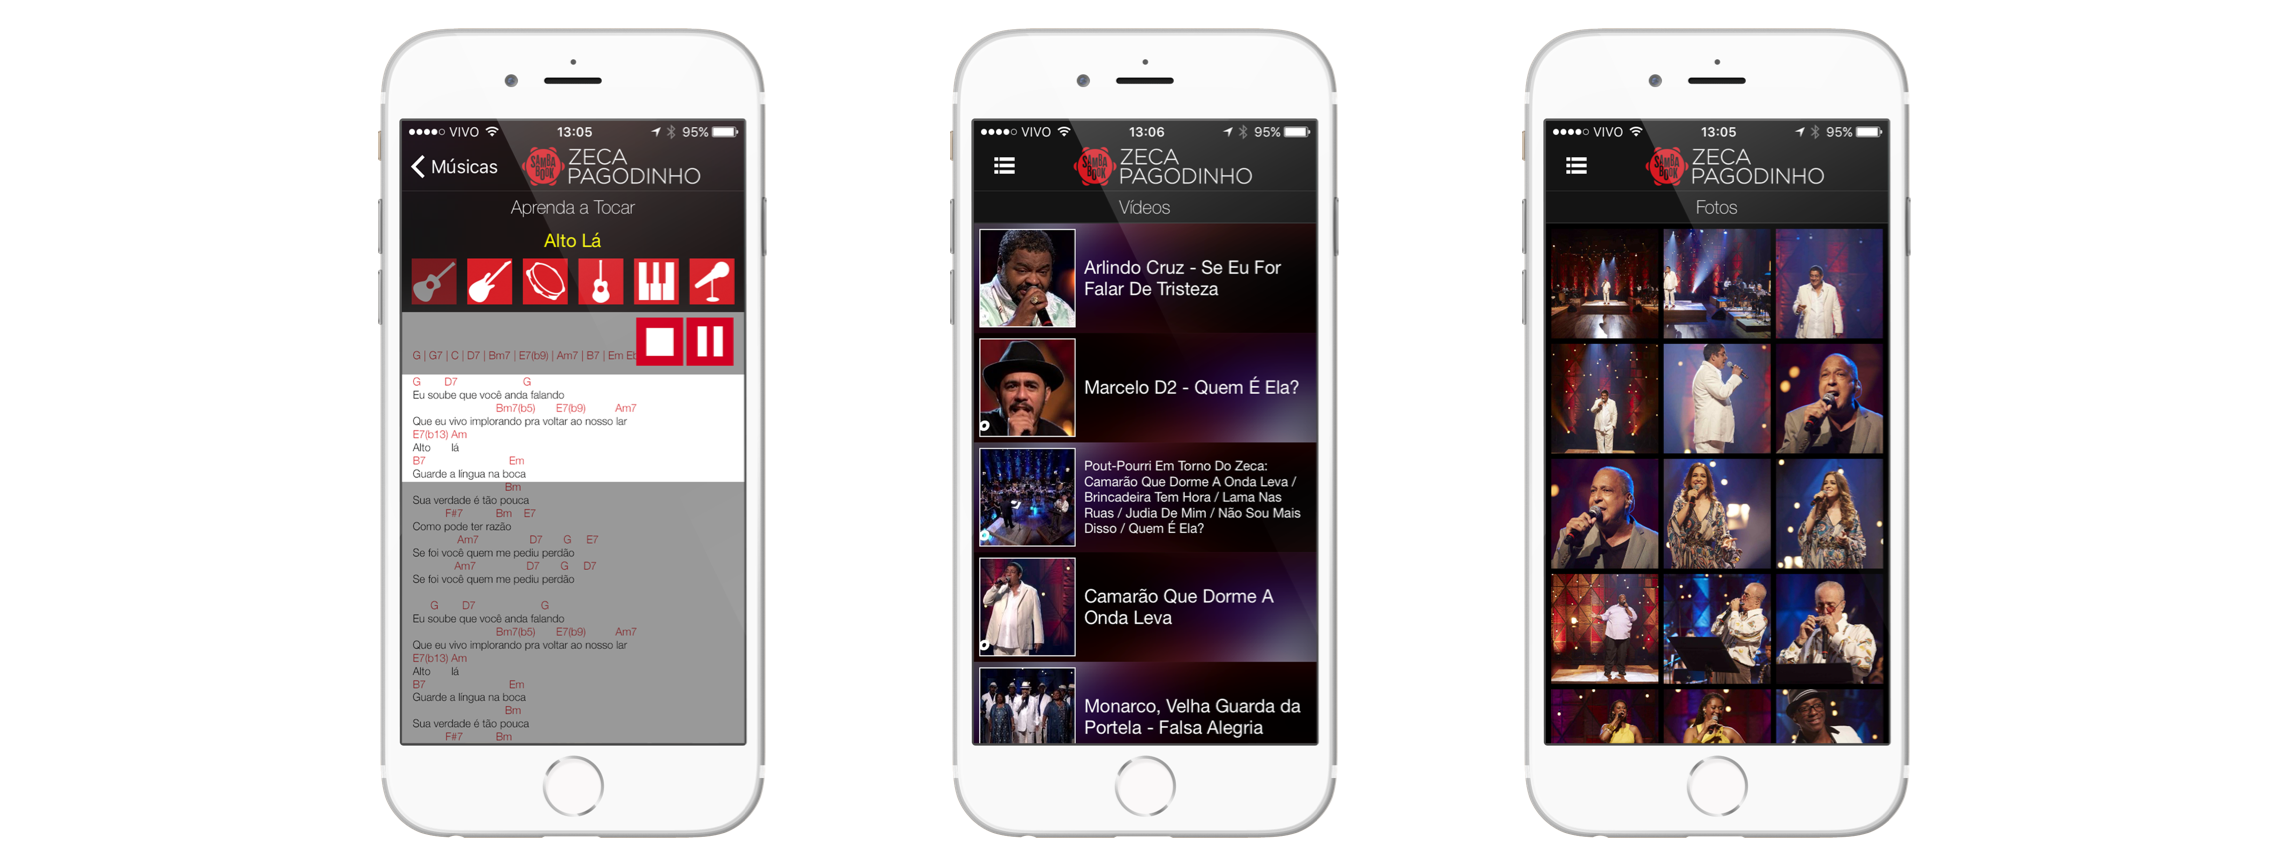 VIVO 13:05 95%
Músicas
SAMBA BOOK
ZECA
PAGODINHO
Aprenda a Tocar
Alto Lá
G | G7 | C | D7 | Bm7 | E7(b9) | Am7 | B7 | Em
G D7 G
Eu soube que você anda falando
Bm7(b5) E7(b9) Am7
Que eu vivo implorando pra voltar ao nosso lar
E7(b13) Am
Alto lá
B7 Em
Guarde a língua na boca
Bm
Sua verdade é tão pouca
F#7 Bm E7
Como pode ter razão
Am7 D7 G E7
Se foi você quem me pediu perdão
Am7 D7 G D7
Se foi você quem me pediu perdão
G D7 G
Eu soube que você anda falando
Bm7(b5) E7(b9) Am7
Que eu vivo implorando pra voltar ao nosso lar
E7(b13) Am
Alto lá
B7 Em
Guarde a língua na boca
Bm
Sua verdade é tão pouca
F#7 Bm
VIVO 13:06 95%
SAMBA BOOK
ZECA
PAGODINHO
Vídeos
Arlindo Cruz - Se Eu For
Falar De Tristeza
Marcelo D2 - Quem É Ela?
Pout-Pourri Em Torno Do Zeca:
Camarão Que Dorme A Onda Leva /
Brincadeira Tem Hora / Lama Nas
Ruas / Judia De Mim / Não Sou Mais
Disso / Quem É Ela?
Camarão Que Dorme A
Onda Leva
Monarco, Velha Guarda da
Portela - Falsa Alegria
VIVO 13:05 95%
SAMBA BOOK
ZECA
PAGODINHO
Fotos